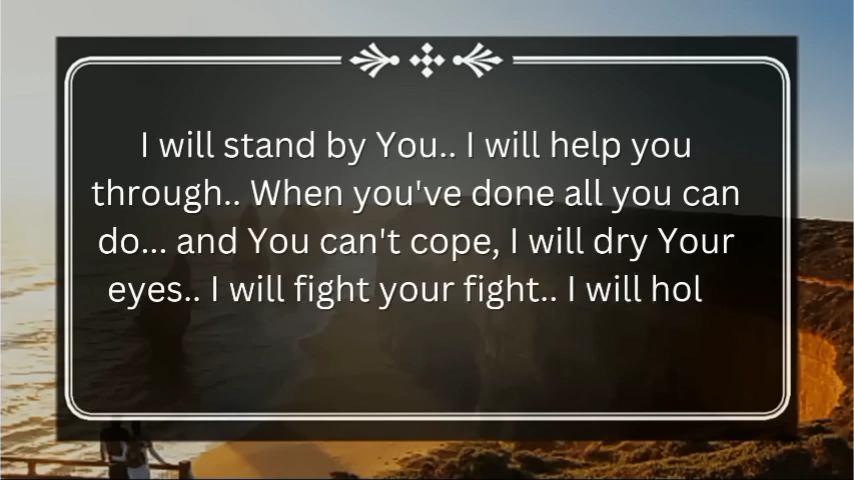 I will stand by You.. I will help you
through.. When you've done all you can
do... and You can't cope, I will dry Your
eyes.. I will fight your fight.. I will hol